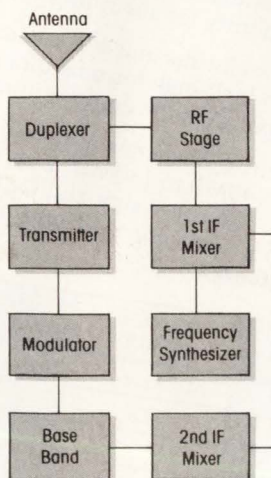 Antenna
Duplexer
RF
Stage
Transmitter
1st IF
Mixer
Modulator
Frequency
Synthesizer
Base
Band
2nd IF
Mixer